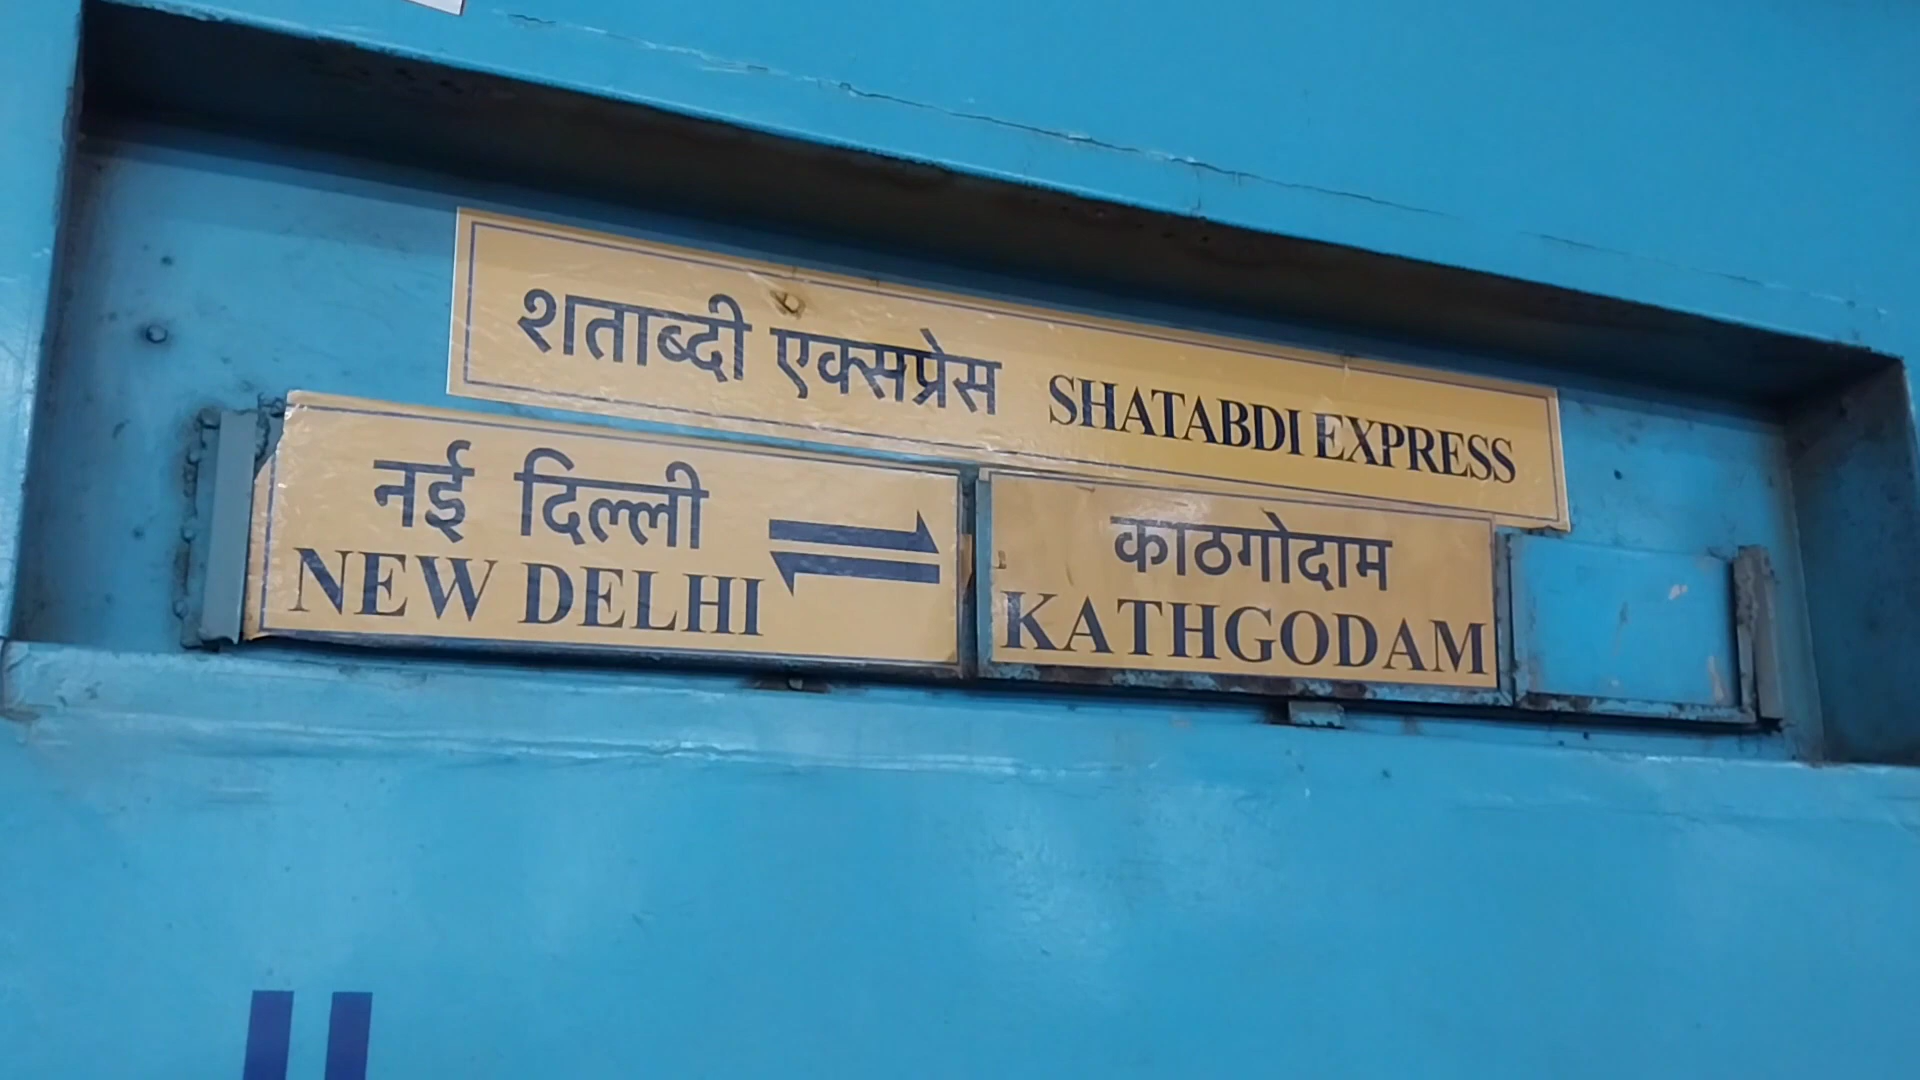 शताब्दी एक्सप्रेस SHATABDI EXPRESS
नई दिल्ली
NEW DELHI
काठगोदाम
KATHGODAM